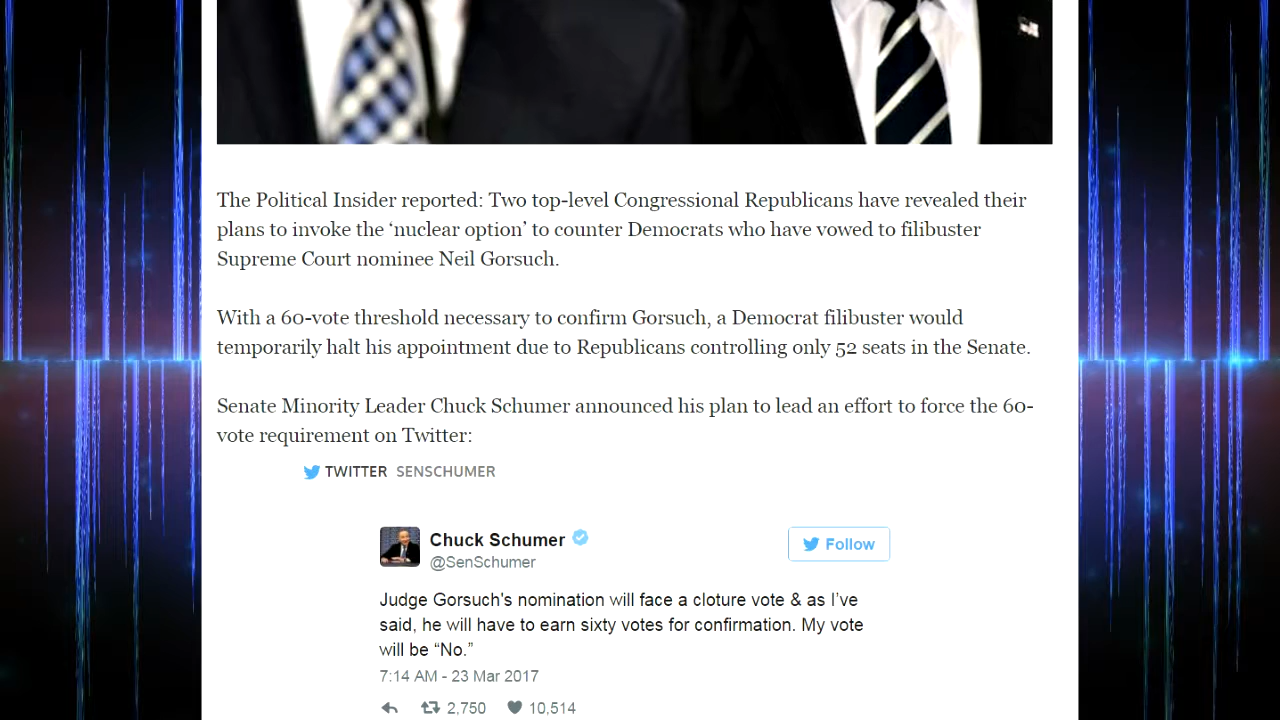 The Political Insider reported: Two top-level Congressional Republicans have revealed their
plans to invoke the ‘nuclear option’ to counter Democrats who have vowed to filibuster
Supreme Court nominee Neil Gorsuch.
With a 60-vote threshold necessary to confirm Gorsuch, a Democrat filibuster would
temporarily halt his appointment due to Republicans controlling only 52 seats in the Senate.
Senate Minority Leader Chuck Schumer announced his plan to lead an effort to force the 60-
vote requirement on Twitter:
TWITTER SENSCHUMER
Chuck Schumer
Follow
@SenSchumer
Judge Gorsuch's nomination will face a cloture vote & as I’ve
said, he will have to earn sixty votes for confirmation. My vote
will be “No.”
7:14 AM - 23 Mar 2017
2,750 10,514